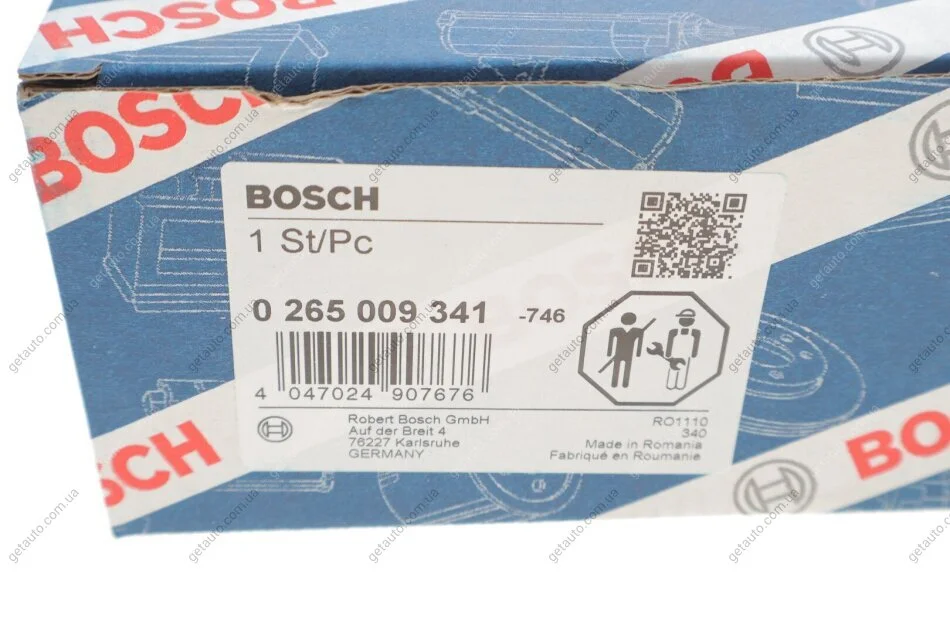 BOSCH
BOSCH
BOSCH
1 St/Pc
0 265 009 341 -746
4 047024 907676
Robert Bosch GmbH
Auf der Breit 4
76227 Karlsruhe
GERMANY
RO1110
340
Made in Romania
Fabriqué en Roumanie
BOSCH
BO
getauto.com.ua